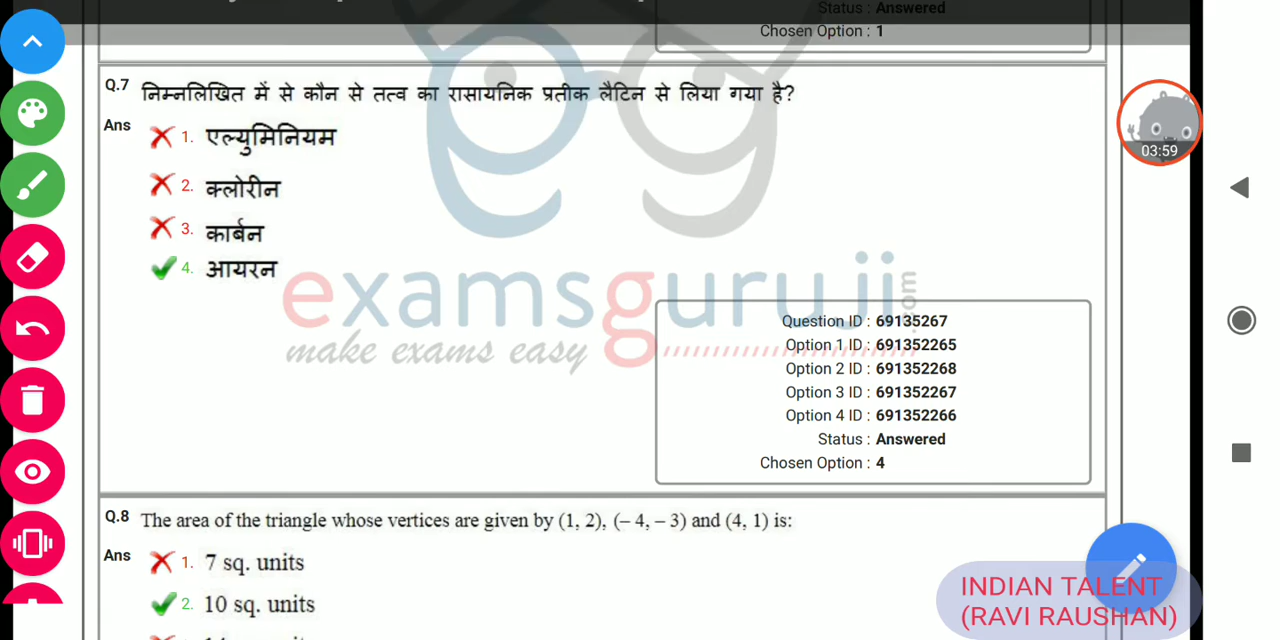 Status : Answered
Chosen Option : 1
Q.7 निम्नलिखित में से कौन से तत्व का रासायनिक प्रतीक लैटिन से लिया गया है?
Ans
1. एल्युमिनियम
2. क्लोरीन
3. कार्बन
4. आयरन
examsguruji.com
make exams easy
Question ID : 69135267
Option 1 ID : 691352265
Option 2 ID : 691352268
Option 3 ID : 691352267
Option 4 ID : 691352266
Status : Answered
Chosen Option : 4
Q.8 The area of the triangle whose vertices are given by (1, 2), (– 4, – 3) and (4, 1) is:
Ans
1. 7 sq. units
2. 10 sq. units
03:59
INDIAN TALENT
(RAVI RAUSHAN)